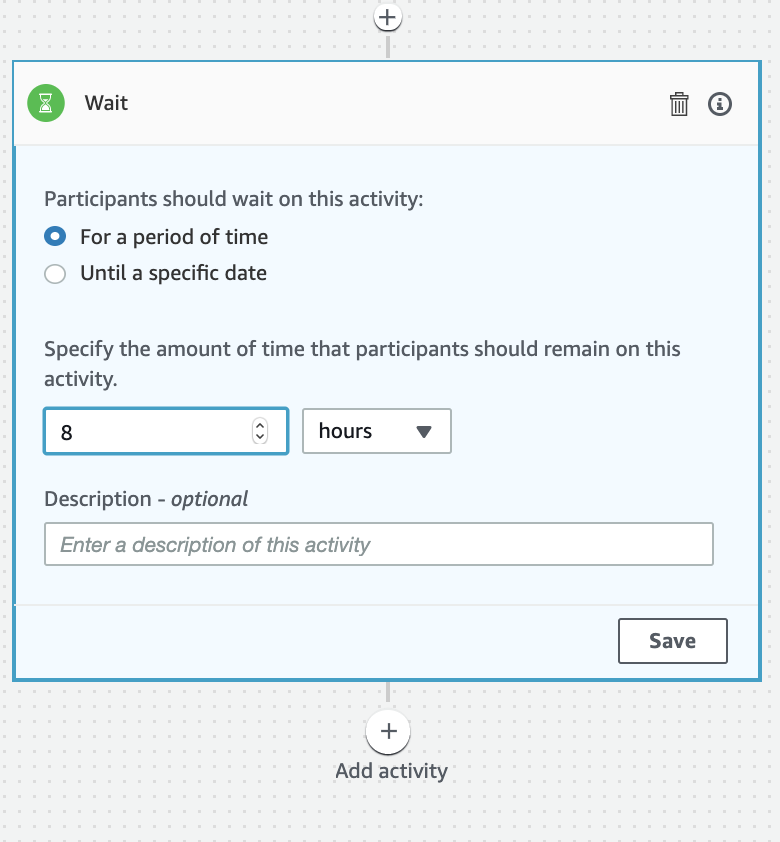 Wait
Participants should wait on this activity:
For a period of time
Until a specific date
Specify the amount of time that participants should remain on this
activity.
8 hours
Description - optional
Enter a description of this activity
Save
Add activity